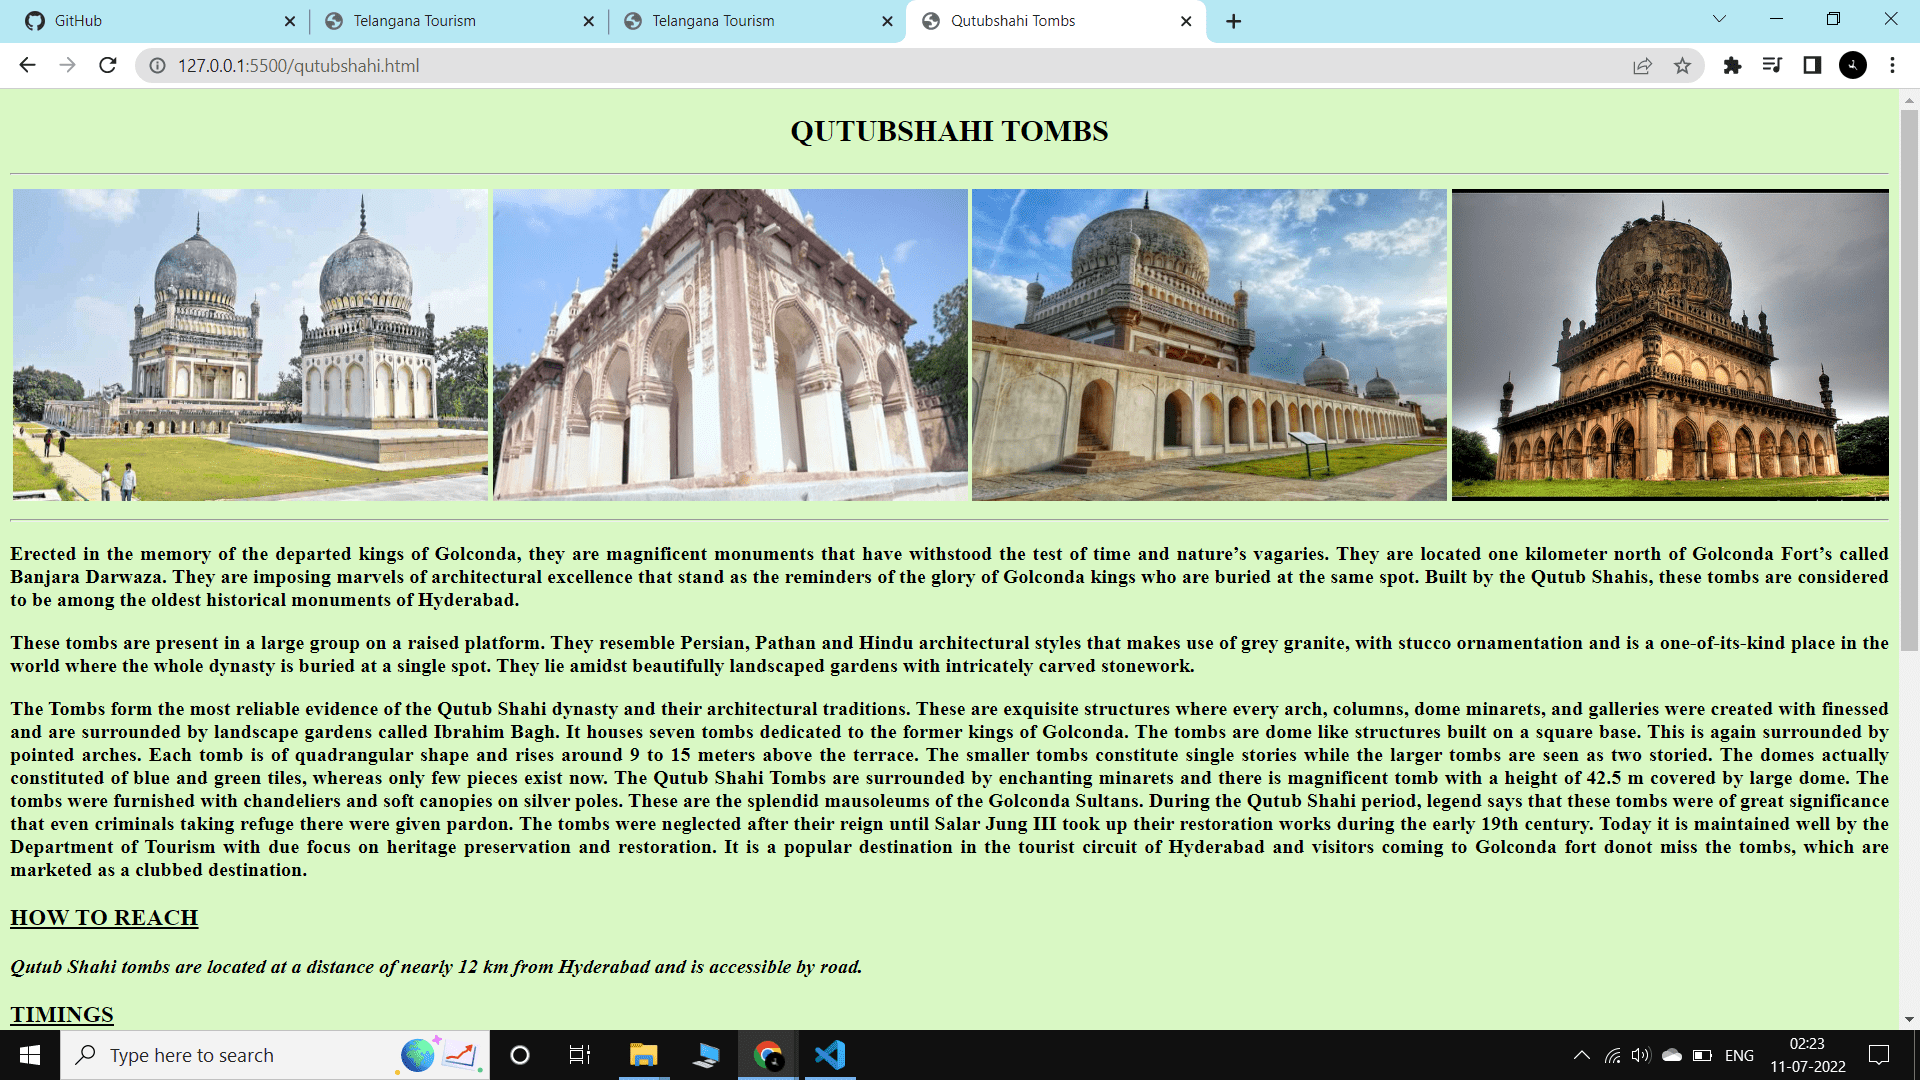 GitHub
Telangana Tourism
Telangana Tourism
Qutubshahi Tombs
127.0.0.1:5500/qutubshahi.html
QUTUBSHAHI TOMBS
Erected in the memory of the departed kings of Golconda, they are magnificent monuments that have withstood the test of time and nature’s vagaries. They are located one kilometer north of Golconda Fort’s called
Banjara Darwaza. They are imposing marvels of architectural excellence that stand as the reminders of the glory of Golconda kings who are buried at the same spot. Built by the Qutub Shahis, these tombs are considered
to be among the oldest historical monuments of Hyderabad.
These tombs are present in a large group on a raised platform. They resemble Persian, Pathan and Hindu architectural styles that makes use of grey granite, with stucco ornamentation and is a one-of-its-kind place in the
world where the whole dynasty is buried at a single spot. They lie amidst beautifully landscaped gardens with intricately carved stonework.
The Tombs form the most reliable evidence of the Qutub Shahi dynasty and their architectural traditions. These are exquisite structures where every arch, columns, dome minarets, and galleries were created with finessed
and are surrounded by landscape gardens called Ibrahim Bagh. It houses seven tombs dedicated to the former kings of Golconda. The tombs are dome like structures built on a square base. This is again surrounded by
pointed arches. Each tomb is of quadrangular shape and rises around 9 to 15 meters above the terrace. The smaller tombs constitute single stories while the larger tombs are seen as two storied. The domes actually
constituted of blue and green tiles, whereas only few pieces exist now. The Qutub Shahi Tombs are surrounded by enchanting minarets and there is magnificent tomb with a height of 42.5 m covered by large dome. The
tombs were furnished with chandeliers and soft canopies on silver poles. These are the splendid mausoleums of the Golconda Sultans. During the Qutub Shahi period, legend says that these tombs were of great significance
that even criminals taking refuge there were given pardon. The tombs were neglected after their reign until Salar Jung III took up their restoration works during the early 19th century. Today it is maintained well by the
Department of Tourism with due focus on heritage preservation and restoration. It is a popular destination in the tourist circuit of Hyderabad and visitors coming to Golconda fort donot miss the tombs, which are
marketed as a clubbed destination.
HOW TO REACH
Qutub Shahi tombs are located at a distance of nearly 12 km from Hyderabad and is accessible by road.
TIMINGS
Type here to search
ENG
02:23
11-07-2022